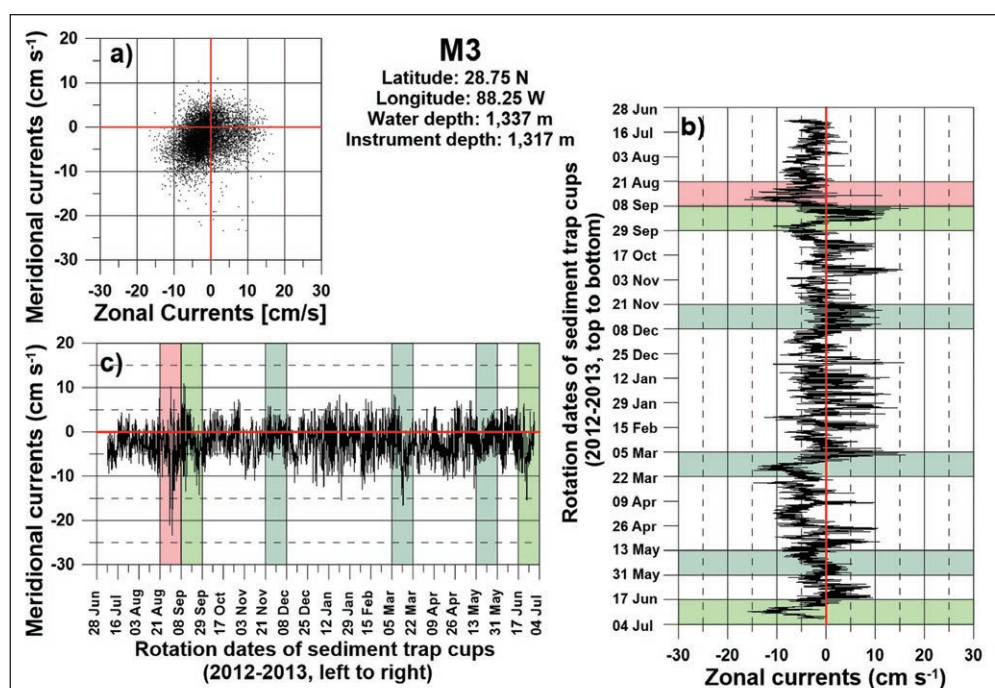 a)
Meridional currents (cm s⁻¹)
20
10
0
-10
-20
-30
-30 -20 -10 0 10 20 30
Zonal Currents [cm/s]
M3
Latitude: 28.75 N
Longitude: 88.25 W
Water depth: 1,337 m
Instrument depth: 1,317 m
c)
Meridional currents (cm s⁻¹)
20
10
0
-10
-20
-30
28 Jun
16 Jul
03 Aug
21 Aug
08 Sep
29 Sep
17 Oct
03 Nov
21 Nov
08 Dec
25 Dec
12 Jan
29 Jan
15 Feb
05 Mar
22 Mar
09 Apr
26 Apr
13 May
31 May
17 Jun
04 Jul
Rotation dates of sediment trap cups
(2012-2013, left to right)
b)
Rotation dates of sediment trap cups
(2012-2013, top to bottom)
28 Jun
16 Jul
03 Aug
21 Aug
08 Sep
29 Sep
17 Oct
03 Nov
21 Nov
08 Dec
25 Dec
12 Jan
29 Jan
15 Feb
05 Mar
22 Mar
09 Apr
26 Apr
13 May
31 May
17 Jun
04 Jul
-30 -20 -10 0 10 20 30
Zonal currents (cm s⁻¹)